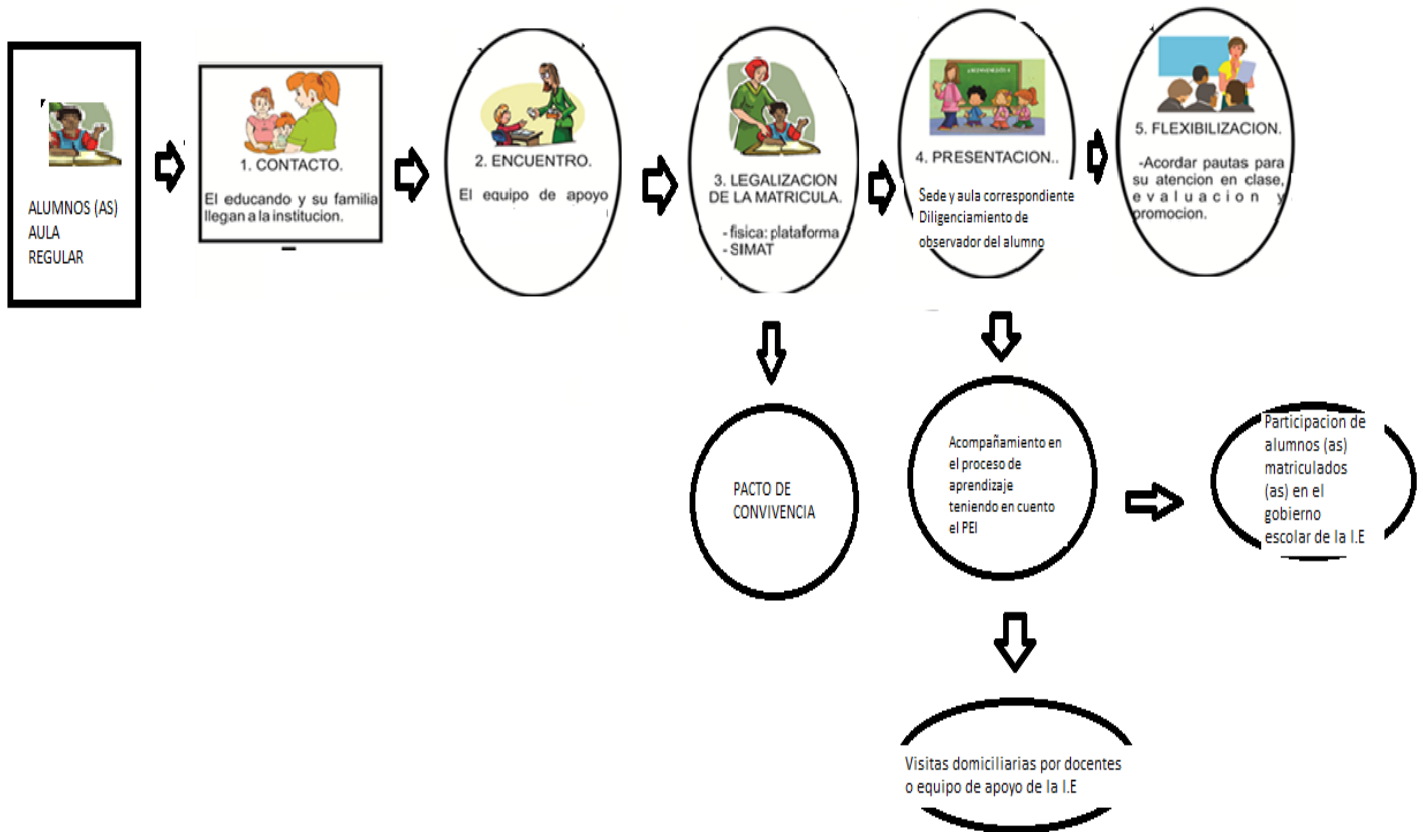 ALUMNOS (AS)
AULA
REGULAR
1. CONTACTO.
El educando y su familia
llegan a la institucion.
2. ENCUENTRO.
El equipo de apoyo
3. LEGALIZACION
DE LA MATRICULA.
- fisica: plataforma
- SIMAT
4. PRESENTACION..
Sede y aula correspondiente
Diligenciamiento de
observador del alumno
5. FLEXIBILIZACION.
-Acordar pautas para
su atencion en clase,
evaluacion y
promocion.
PACTO DE
CONVIVENCIA
Acompañamiento en
el proceso de
aprendizaje
teniendo en cuento
el PEI
Participacion de
alumnos (as)
matriculados
(as) en el
gobierno
escolar de la I.E
Visitas domiciliarias por docentes
o equipo de apoyo de la I.E